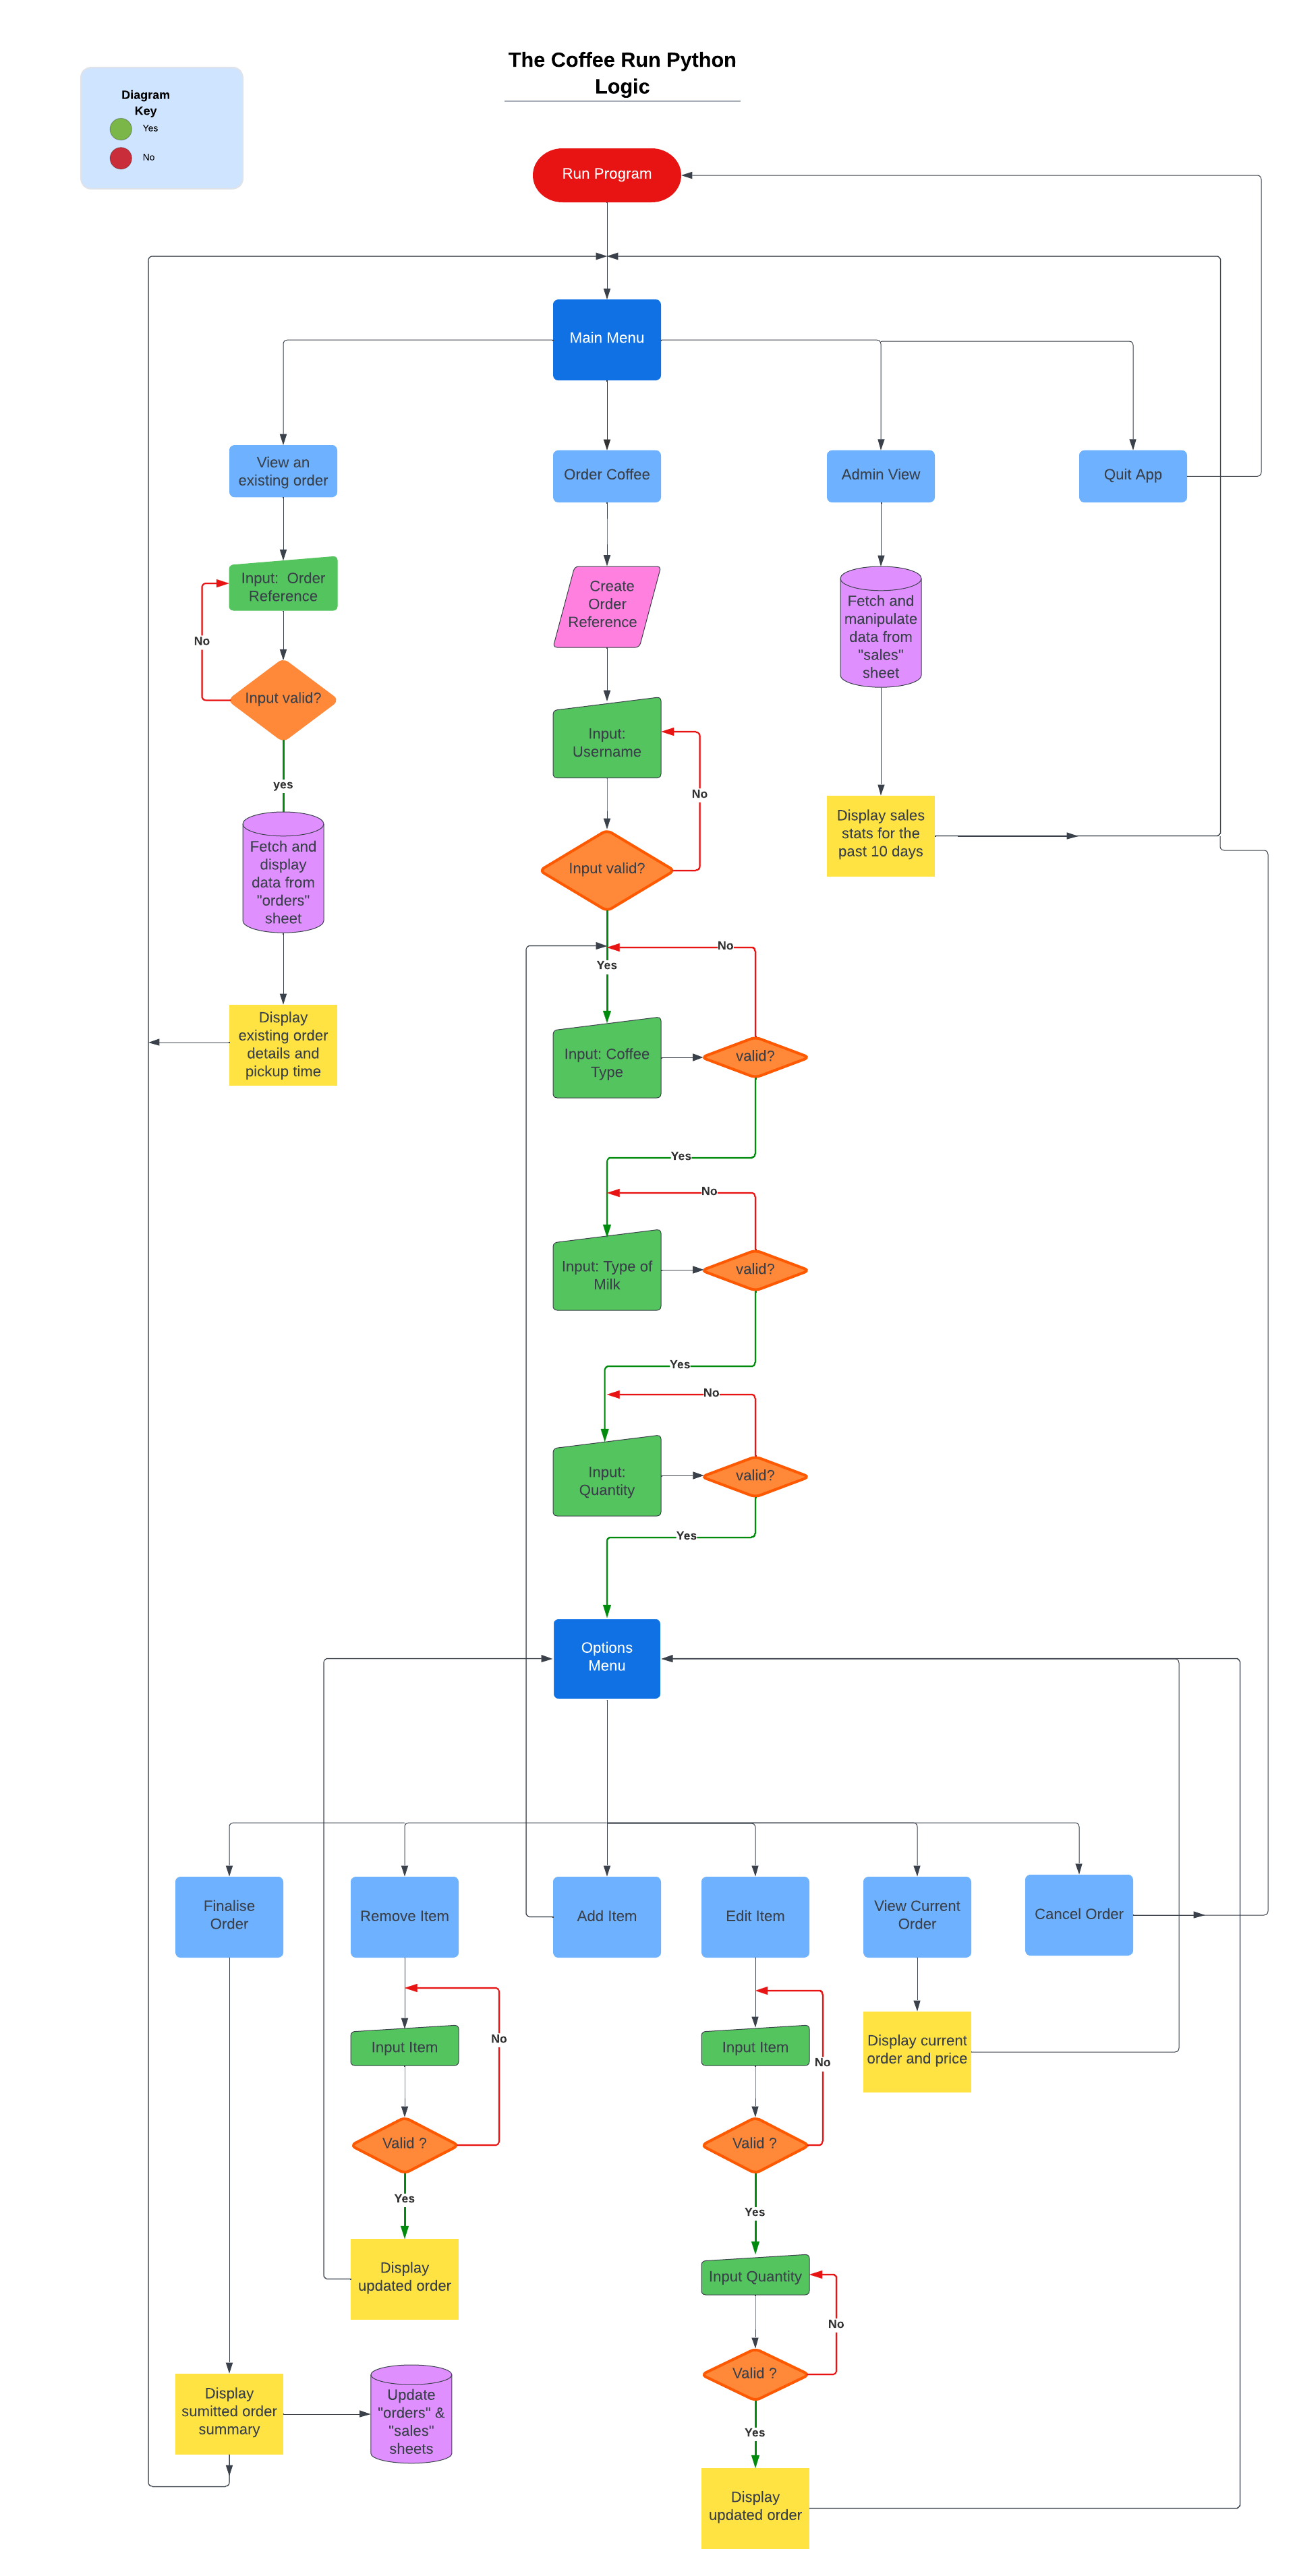 The Coffee Run Python
Logic
Diagram
Key
Yes
No
Run Program
Main Menu
View an
existing order
Order Coffee
Admin View
Quit App
Input:  Order
Reference
No
Input valid?
yes
Fetch and
display
data from
"orders"
sheet
Display
existing order
details and
pickup time
Create
Order
Reference
Input:
Username
No
Input valid?
Fetch and
manipulate
data from
"sales"
sheet
Display sales
stats for the
past 10 days
No
Yes
Input: Coffee
Type
valid?
Yes
No
Input: Type of
Milk
valid?
Yes
No
Input:
Quantity
valid?
Yes
Options
Menu
Finalise
Order
Remove Item
Add Item
Edit Item
View Current
Order
Cancel Order
Input Item
No
Valid ?
Yes
Display
updated order
Input Item
No
Valid ?
Yes
Input Quantity
No
Valid ?
Yes
Display
updated order
Display current
order and price
Display
sumitted order
summary
Update
"orders" &
"sales"
sheets